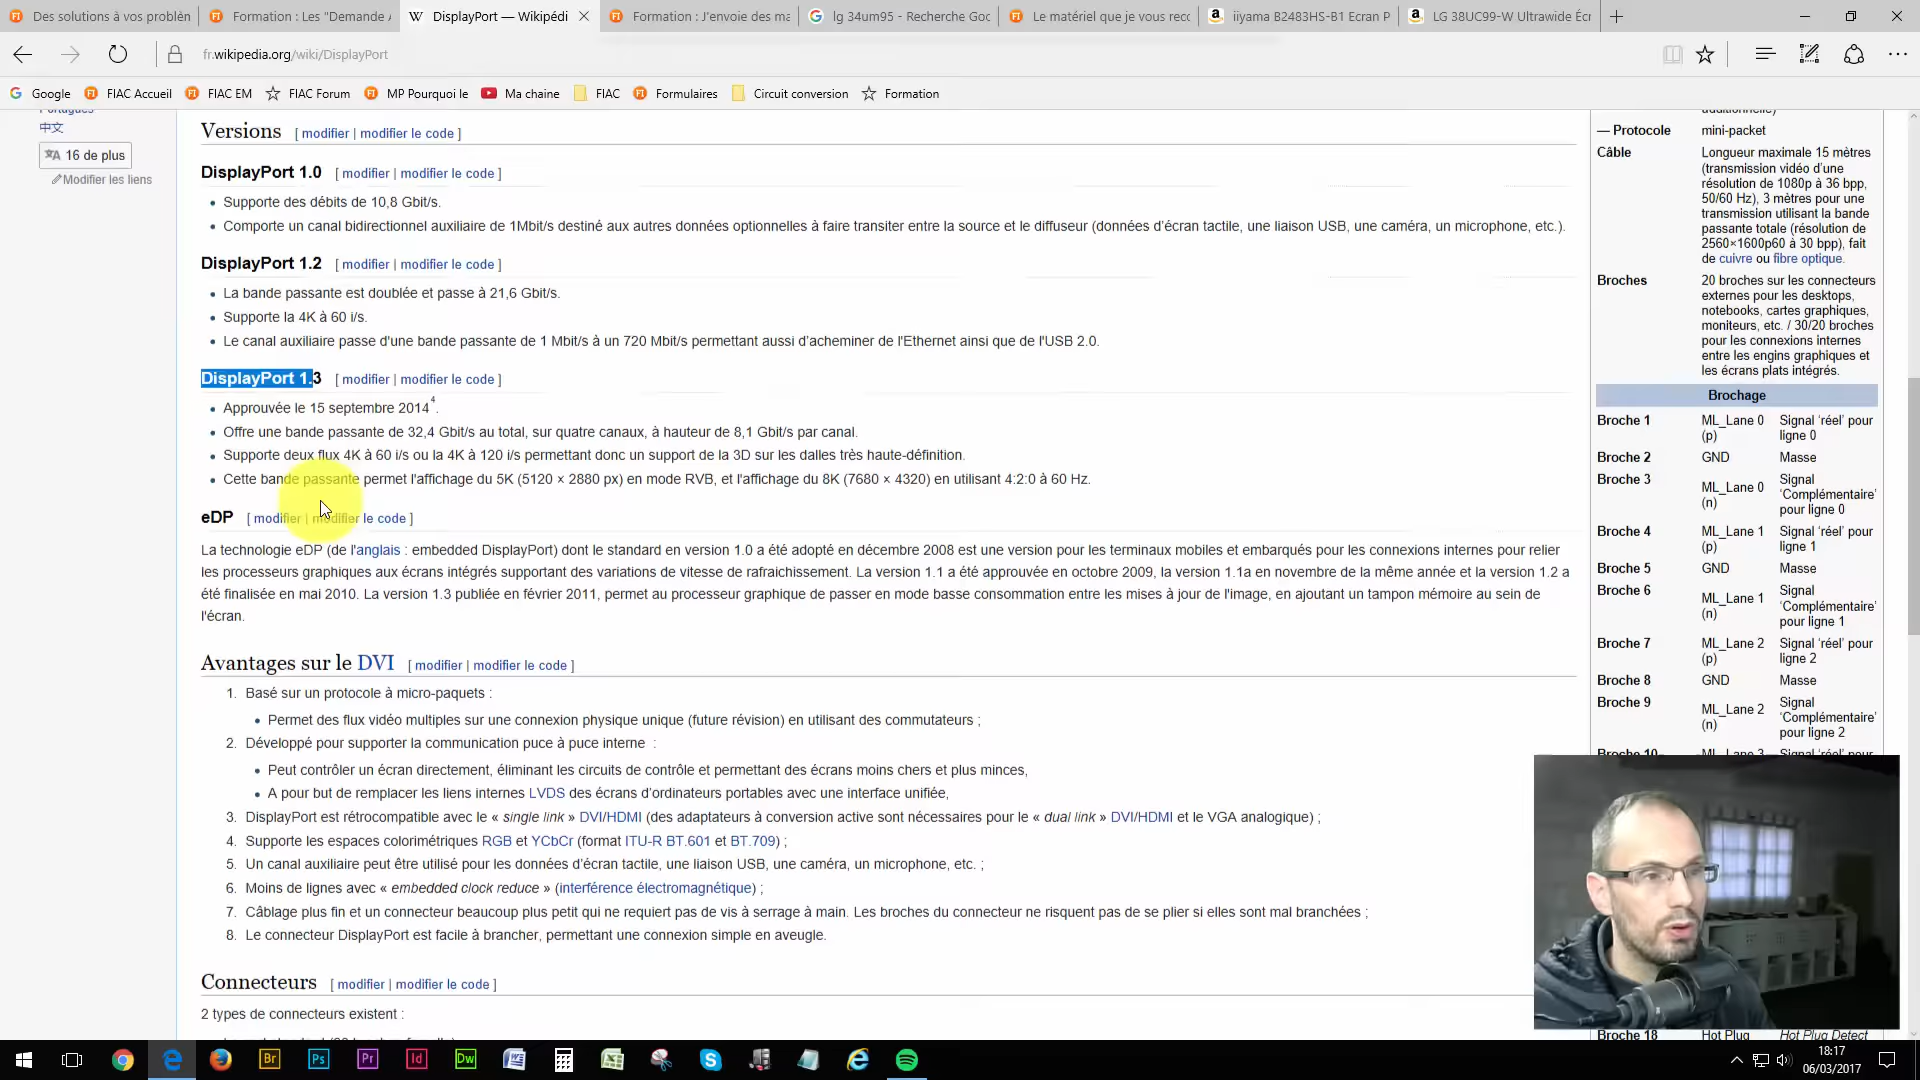 Des solutions à vos problèn
Formation : Les "Demande A
DisplayPort — Wikipédi
Formation : J'envoie des ma
lg 34um95 - Recherche Goc
Le matériel que je vous recc
iiyama B2483HS-B1 Ecran P
LG 38UC99-W Ultrawide Écr
fr.wikipedia.org/wiki/DisplayPort
Google
FIAC Accueil
FIAC EM
FIAC Forum
MP Pourquoi le
Ma chaine
FIAC
Formulaires
Circuit conversion
Formation
Português
中文
16 de plus
Modifier les liens
Versions [ modifier | modifier le code ]
DisplayPort 1.0 [ modifier | modifier le code ]
• Supporte des débits de 10,8 Gbit/s.
• Comporte un canal bidirectionnel auxiliaire de 1Mbit/s destiné aux autres données optionnelles à faire transiter entre la source et le diffuseur (données d'écran tactile, une liaison USB, une caméra, un microphone, etc.).
DisplayPort 1.2 [ modifier | modifier le code ]
• La bande passante est doublée et passe à 21,6 Gbit/s.
• Supporte la 4K à 60 i/s.
• Le canal auxiliaire passe d'une bande passante de 1 Mbit/s à un 720 Mbit/s permettant aussi d'acheminer de l'Ethernet ainsi que de l'USB 2.0.
DisplayPort 1.3 [ modifier | modifier le code ]
• Approuvée le 15 septembre 2014⁴.
• Offre une bande passante de 32,4 Gbit/s au total, sur quatre canaux, à hauteur de 8,1 Gbit/s par canal.
• Supporte deux flux 4K à 60 i/s ou la 4K à 120 i/s permettant donc un support de la 3D sur les dalles très haute-définition.
• Cette bande passante permet l'affichage du 5K (5120 × 2880 px) en mode RVB, et l'affichage du 8K (7680 × 4320) en utilisant 4:2:0 à 60 Hz.
eDP [ modifier | modifier le code ]
La technologie eDP (de l'anglais : embedded DisplayPort) dont le standard en version 1.0 a été adopté en décembre 2008 est une version pour les terminaux mobiles et embarqués pour les connexions internes pour relier
les processeurs graphiques aux écrans intégrés supportant des variations de vitesse de rafraichissement. La version 1.1 a été approuvée en octobre 2009, la version 1.1a en novembre de la même année et la version 1.2 a
été finalisée en mai 2010. La version 1.3 publiée en février 2011, permet au processeur graphique de passer en mode basse consommation entre les mises à jour de l'image, en ajoutant un tampon mémoire au sein de
l'écran.
Avantages sur le DVI [ modifier | modifier le code ]
1. Basé sur un protocole à micro-paquets :
• Permet des flux vidéo multiples sur une connexion physique unique (future révision) en utilisant des commutateurs ;
2. Développé pour supporter la communication puce à puce interne :
• Peut contrôler un écran directement, éliminant les circuits de contrôle et permettant des écrans moins chers et plus minces,
• A pour but de remplacer les liens internes LVDS des écrans d'ordinateurs portables avec une interface unifiée,
3. DisplayPort est rétrocompatible avec le « single link » DVI/HDMI (des adaptateurs à conversion active sont nécessaires pour le « dual link » DVI/HDMI et le VGA analogique) ;
4. Supporte les espaces colorimétriques RGB et YCbCr (format ITU-R BT.601 et BT.709) ;
5. Un canal auxiliaire peut être utilisé pour les données d'écran tactile, une liaison USB, une caméra, un microphone, etc. ;
6. Moins de lignes avec « embedded clock reduce » (interférence électromagnétique) ;
7. Câblage plus fin et un connecteur beaucoup plus petit qui ne requiert pas de vis à serrage à main. Les broches du connecteur ne risquent pas de se plier si elles sont mal branchées ;
8. Le connecteur DisplayPort est facile à brancher, permettant une connexion simple en aveugle.
Connecteurs [ modifier | modifier le code ]
2 types de connecteurs existent :
additionnelle)
— Protocole mini-packet
Câble Longueur maximale 15 mètres
(transmission vidéo d'une
résolution de 1080p à 36 bpp,
50/60 Hz), 3 mètres pour une
transmission utilisant la bande
passante totale (résolution de
2560×1600p60 à 30 bpp), fait
de cuivre ou fibre optique.
Broches 20 broches sur les connecteurs
externes pour les desktops,
notebooks, cartes graphiques,
moniteurs, etc. / 30/20 broches
pour les connexions internes
entre les engins graphiques et
les écrans plats intégrés.
Brochage
Broche 1 ML_Lane 0 (p) Signal 'réel' pour ligne 0
Broche 2 GND Masse
Broche 3 ML_Lane 0 (n) Signal 'Complémentaire' pour ligne 0
Broche 4 ML_Lane 1 (p) Signal 'réel' pour ligne 1
Broche 5 GND Masse
Broche 6 ML_Lane 1 (n) Signal 'Complémentaire' pour ligne 1
Broche 7 ML_Lane 2 (p) Signal 'réel' pour ligne 2
Broche 8 GND Masse
Broche 9 ML_Lane 2 (n) Signal 'Complémentaire' pour ligne 2
Broche 10 ML_Lane 3 Signal 'réel' pour
Broche 18 Hot Plug Hot Plug Detect
Br
Ps
Pr
Id
Dw
18:17
06/03/2017